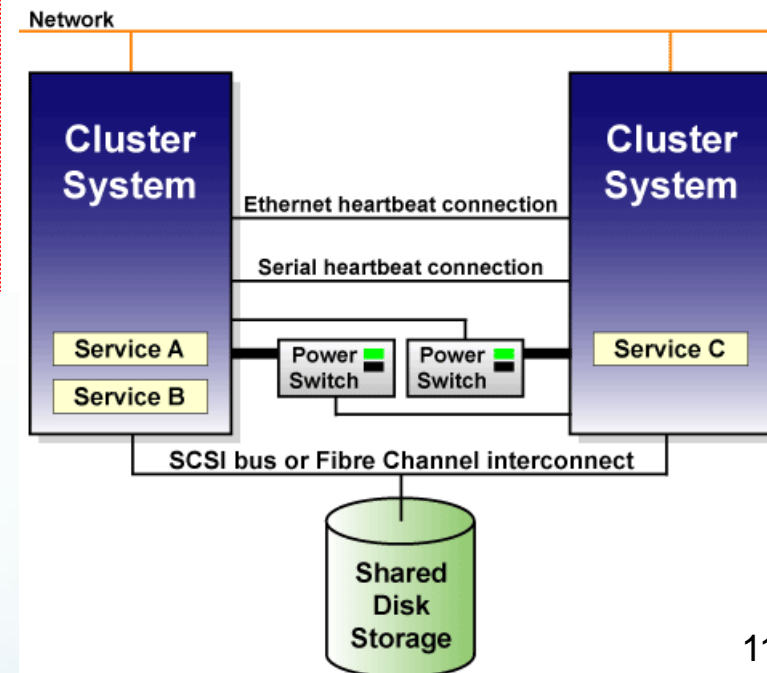 Network
Cluster
System
Cluster
System
Ethernet heartbeat connection
Serial heartbeat connection
Service A
Service B
Power
Switch
Power
Switch
Service C
SCSI bus or Fibre Channel interconnect
Shared
Disk
Storage
11